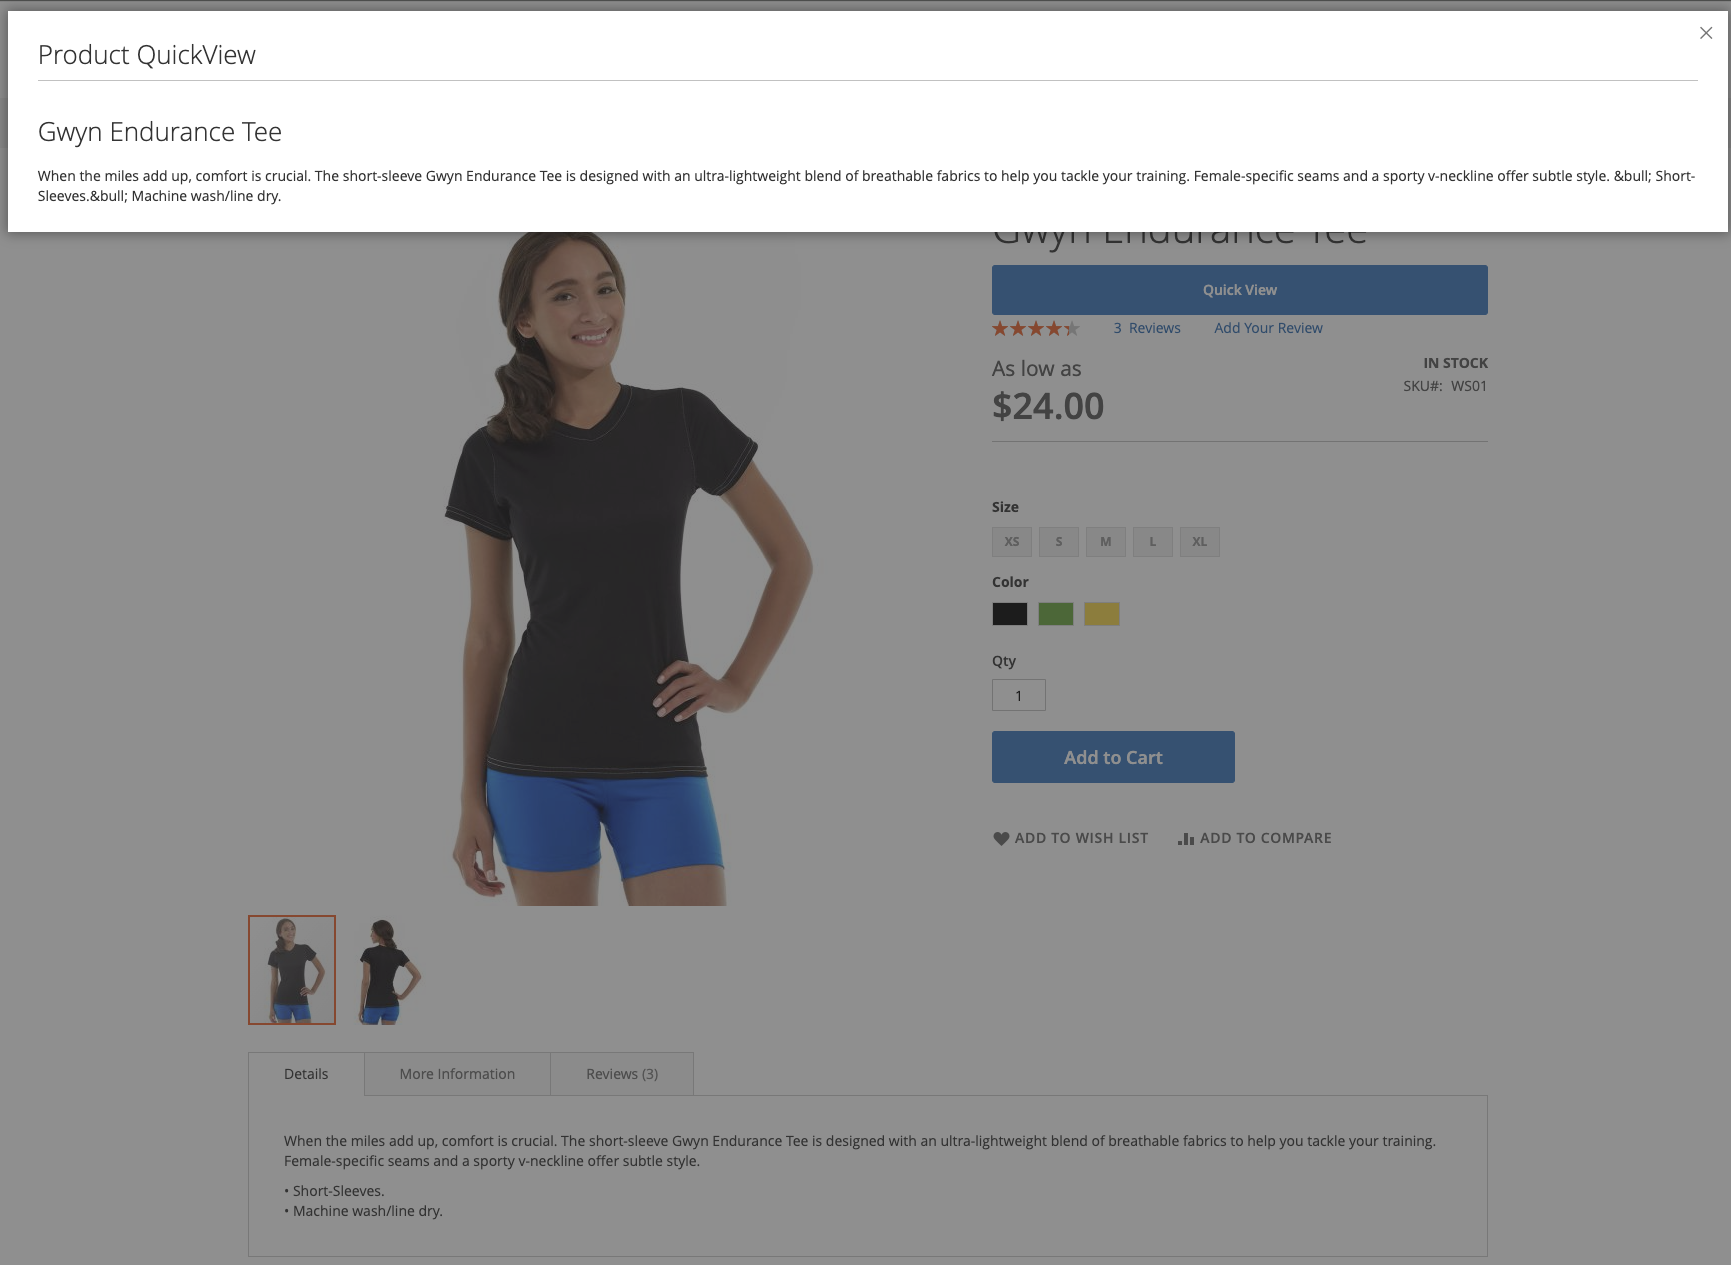 Product QuickView
Gwyn Endurance Tee
When the miles add up, comfort is crucial. The short-sleeve Gwyn Endurance Tee is designed with an ultra-lightweight blend of breathable fabrics to help you tackle your training. Female-specific seams and a sporty v-neckline offer subtle style. &bull; Short-
Sleeves.&bull; Machine wash/line dry.
Gwyn Endurance Tee
Quick View
3 Reviews Add Your Review
As low as
IN STOCK
$24.00
SKU#: WS01
Size
XS S M L XL
Color
Qty
1
Add to Cart
ADD TO WISH LIST ADD TO COMPARE
Details More Information Reviews (3)
When the miles add up, comfort is crucial. The short-sleeve Gwyn Endurance Tee is designed with an ultra-lightweight blend of breathable fabrics to help you tackle your training.
Female-specific seams and a sporty v-neckline offer subtle style.
• Short-Sleeves.
• Machine wash/line dry.